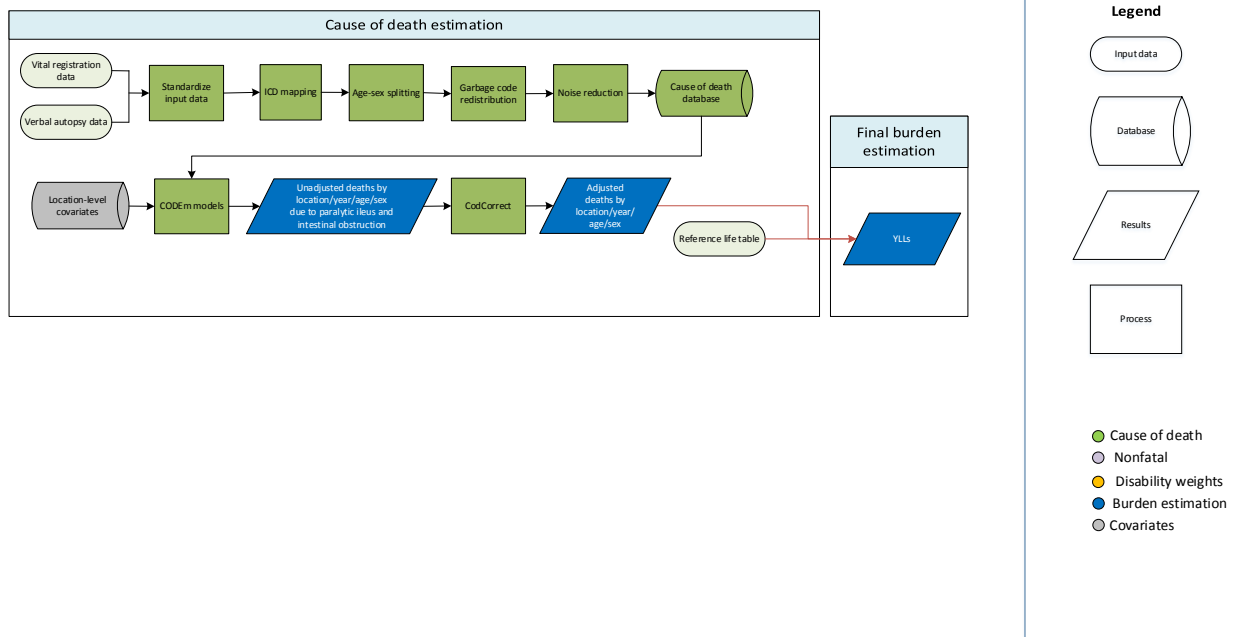 Cause of death estimation
Vital registration
data
Verbal autopsy data
Standardize
input data
ICD mapping
Age-sex splitting
Garbage code
redistribution
Noise reduction
Cause of death
database
Location-level
covariates
CODEm models
Unadjusted deaths by
location/year/age/sex
due to paralytic ileus and
intestinal obstruction
CodCorrect
Adjusted
deaths by
location/year/
age/sex
Reference life table
Final burden
estimation
YLLs
Legend
Input data
Database
Results
Process
Cause of death
Nonfatal
Disability weights
Burden estimation
Covariates